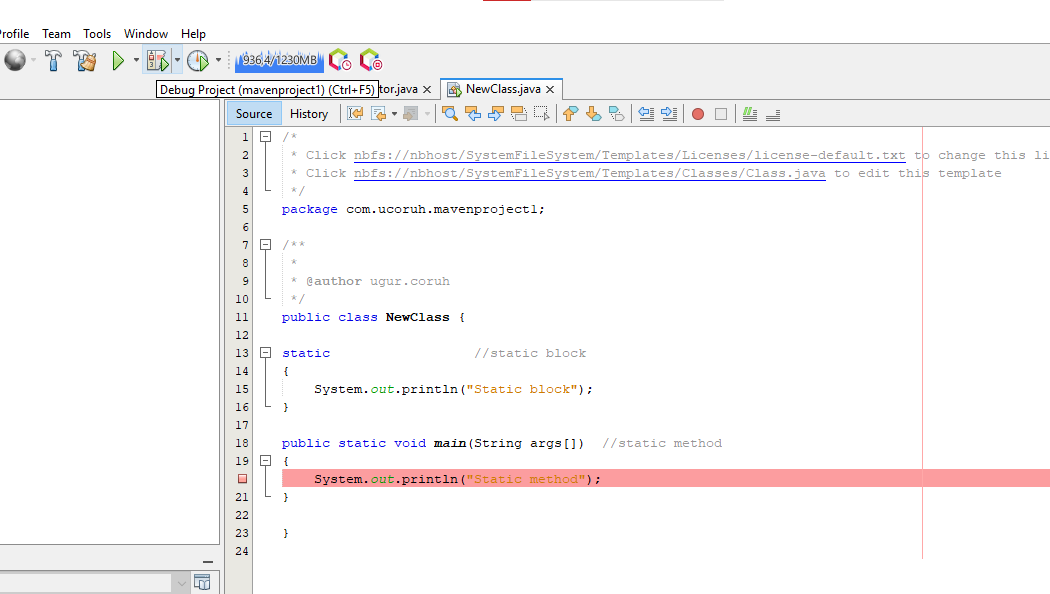 rofile Team Tools Window Help
936,4/1230MB
Debug Project (mavenproject1) (Ctrl+F5) tor.java NewClass.java
Source History
1 /*
2 * Click nbfs://nbhost/SystemFileSystem/Templates/Licenses/license-default.txt to change this li
3 * Click nbfs://nbhost/SystemFileSystem/Templates/Classes/Class.java to edit this template
4 */
5 package com.ucoruh.mavenproject1;
6
7 /**
8 *
9 * @author ugur.coruh
10 */
11 public class NewClass {
12
13 static //static block
14 {
15 System.out.println("Static block");
16 }
17
18 public static void main(String args[]) //static method
19 {
System.out.println("Static method");
21 }
22
23 }
24